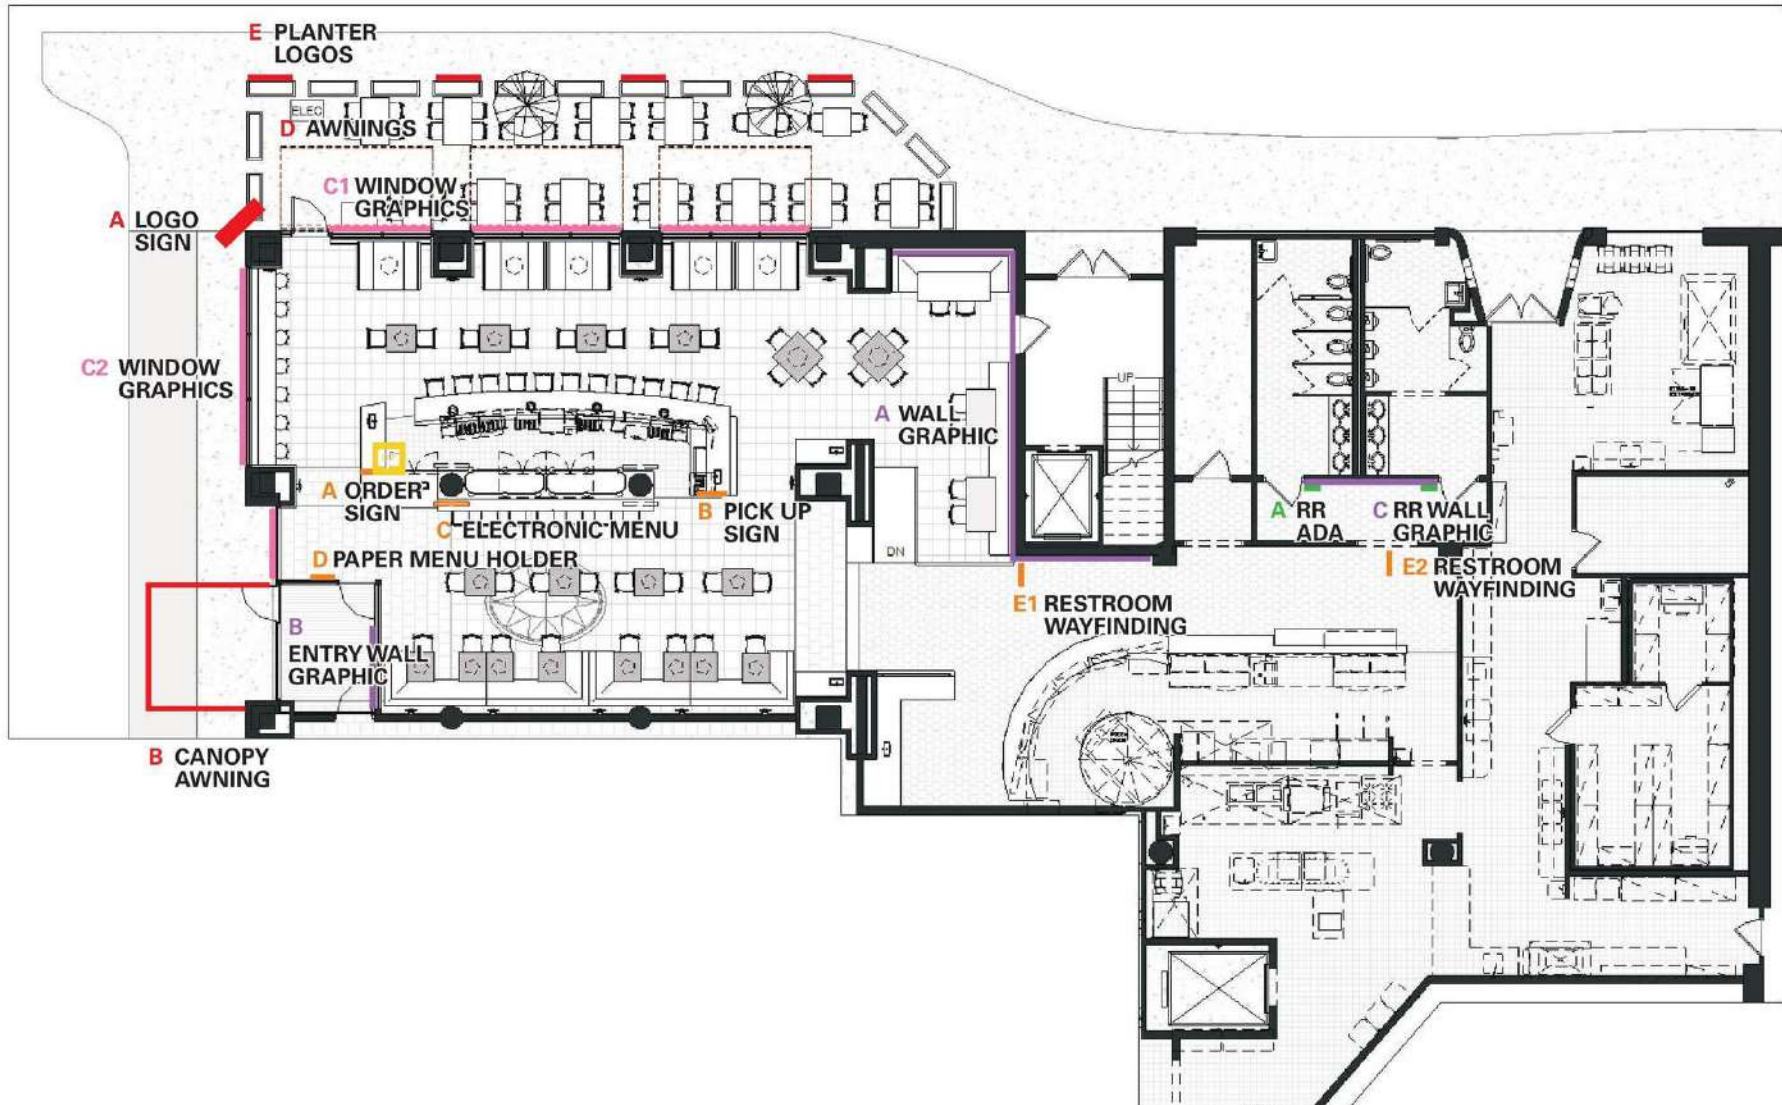 E PLANTER
LOGOS
ELEC
D AWNINGS
C1 WINDOW
GRAPHICS
A LOGO
SIGN
C2 WINDOW
GRAPHICS
UP
A WALL
GRAPHIC
A ORDER
SIGN
C ELECTRONIC MENU
B PICK UP
SIGN
A RR
ADA
C RR WALL
GRAPHIC
DN
D PAPER MENU HOLDER
E2 RESTROOM
WAYFINDING
E1 RESTROOM
WAYFINDING
B
ENTRY WALL
GRAPHIC
B CANOPY
AWNING